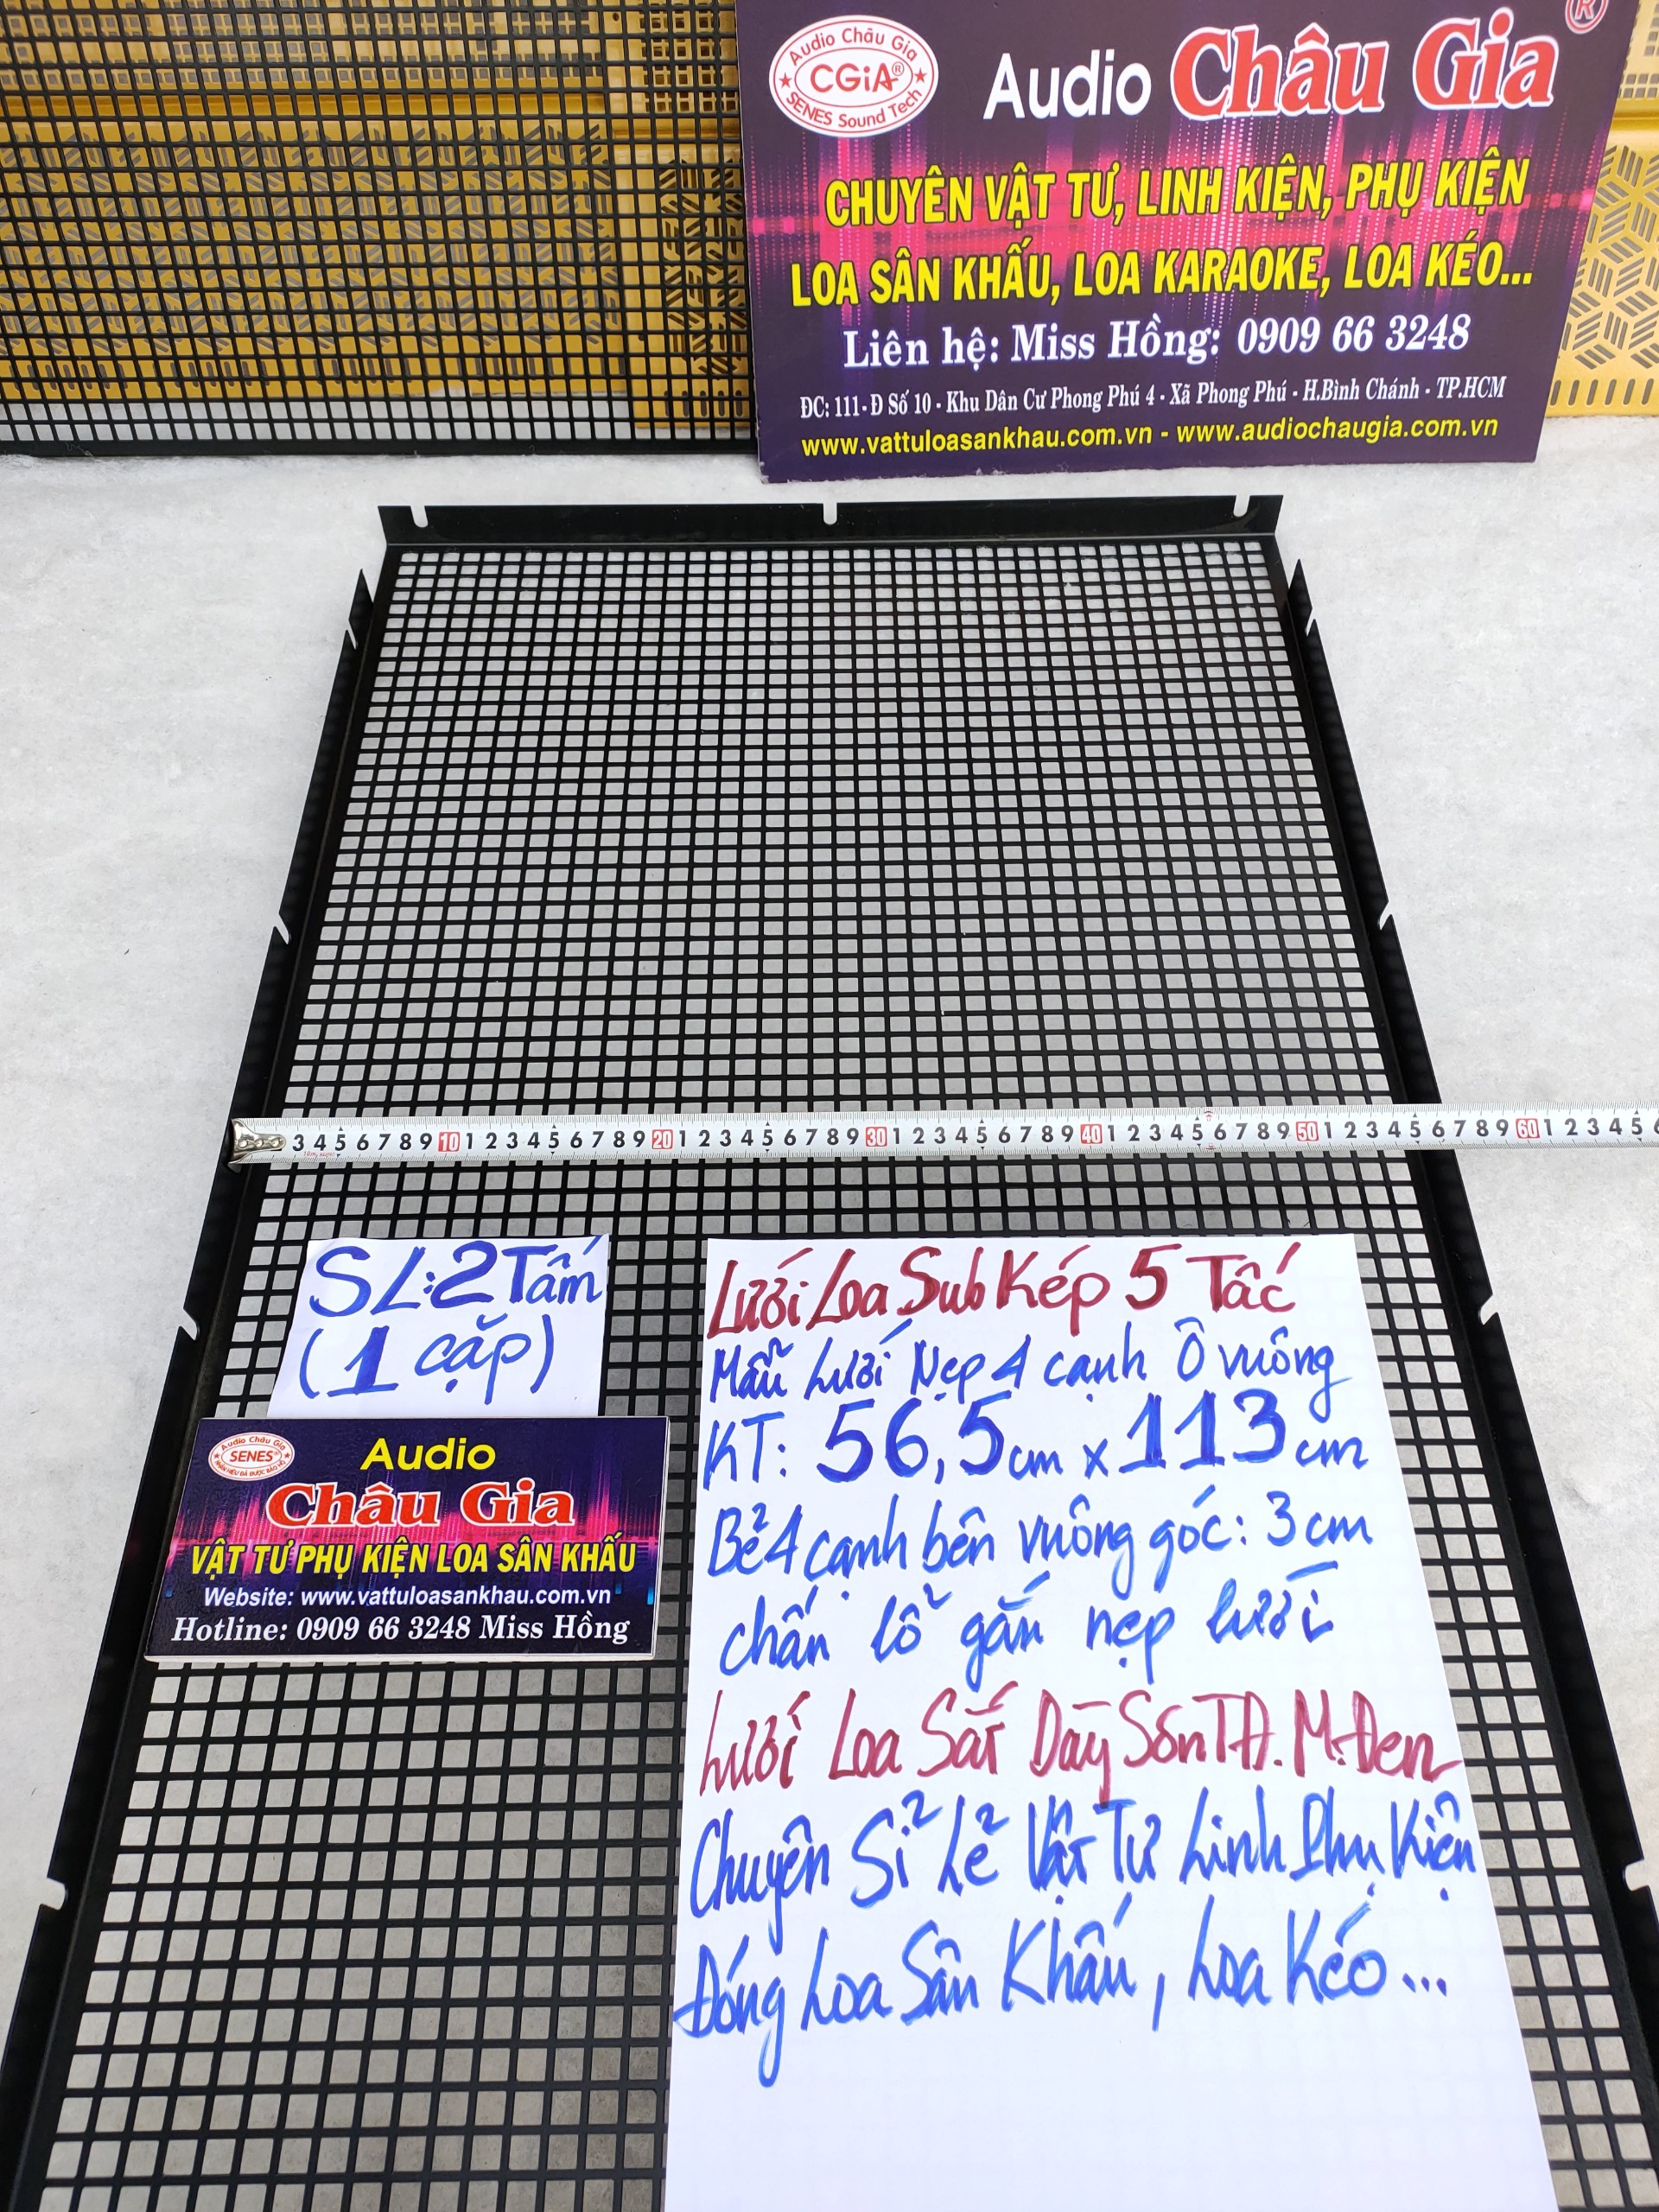 Audio Châu Gia
CGiA®
SENES Sound Tech
Audio Châu Gia ®
CHUYÊN VẬT TƯ, LINH KIỆN, PHỤ KIỆN
LOA SÂN KHẤU, LOA KARAOKE, LOA KÉO...
Liên hệ: Miss Hồng: 0909 66 3248
ĐC: 111-Đ Số 10 - Khu Dân Cư Phong Phú 4 - Xã Phong Phú - H.Bình Chánh - TP.HCM
www.vattuloasankhau.com.vn - www.audiochaugia.com.vn
3 4 5 6 7 8 9 10 1 2 3 4 5 6 7 8 9 20 1 2 3 4 5 6 7 8 9 30 1 2 3 4 5 6 7 8 9 40 1 2 3 4 5 6 7 8 9 50 1 2 3 4 5 6 7 8 9 60 1 2 3 4 5 6
SL: 2 Tấm
(1 cặp)
Audio Châu Gia
SENES®
Audio
Châu Gia
VẬT TƯ PHỤ KIỆN LOA SÂN KHẤU
Website: www.vattuloasankhau.com.vn
Hotline: 0909 66 3248 Miss Hồng
Lưới Loa Sub Kép 5 Tấc
Mẫu Lưới Nẹp 4 cạnh Ô vuông
KT: 56,5cm x 113cm
Bẻ 4 cạnh bên vuông góc: 3cm
chấn lỗ gắn nẹp lưới
Lưới Loa Sắt Dày Sơn TĐ. M.Đen
Chuyên Sỉ Lẻ Vật Tư Linh Phụ Kiện
Đóng Loa Sân Khấu, Loa Kéo...